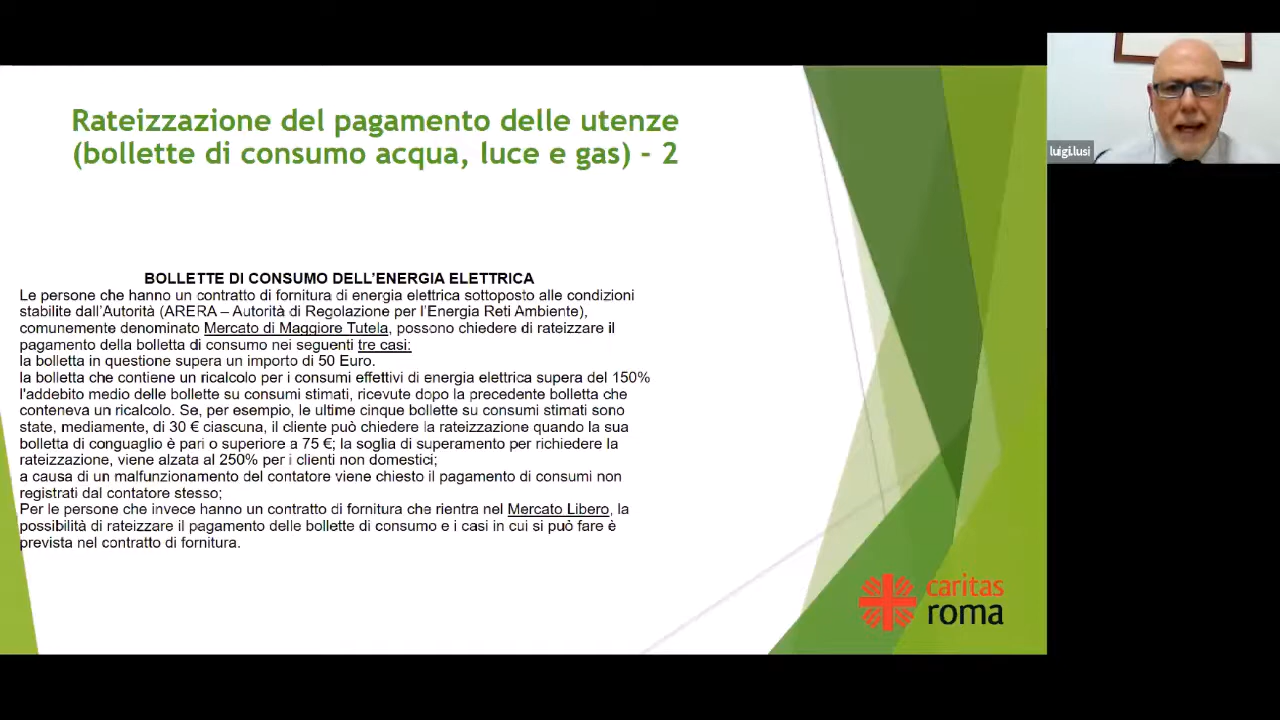 Rateizzazione del pagamento delle utenze
(bollette di consumo acqua, luce e gas) - 2
luigi.lusi
BOLLETTE DI CONSUMO DELL'ENERGIA ELETTRICA
Le persone che hanno un contratto di fornitura di energia elettrica sottoposto alle condizioni
stabilite dall'Autorità (ARERA – Autorità di Regolazione per l'Energia Reti Ambiente),
comunemente denominato Mercato di Maggiore Tutela, possono chiedere di rateizzare il
pagamento della bolletta di consumo nei seguenti tre casi:
la bolletta in questione supera un importo di 50 Euro.
la bolletta che contiene un ricalcolo per i consumi effettivi di energia elettrica supera del 150%
l'addebito medio delle bollette su consumi stimati, ricevute dopo la precedente bolletta che
conteneva un ricalcolo. Se, per esempio, le ultime cinque bollette su consumi stimati sono
state, mediamente, di 30 € ciascuna, il cliente può chiedere la rateizzazione quando la sua
bolletta di conguaglio è pari o superiore a 75 €; la soglia di superamento per richiedere la
rateizzazione, viene alzata al 250% per i clienti non domestici;
a causa di un malfunzionamento del contatore viene chiesto il pagamento di consumi non
registrati dal contatore stesso;
Per le persone che invece hanno un contratto di fornitura che rientra nel Mercato Libero, la
possibilità di rateizzare il pagamento delle bollette di consumo e i casi in cui si può fare è
prevista nel contratto di fornitura.
caritas
roma